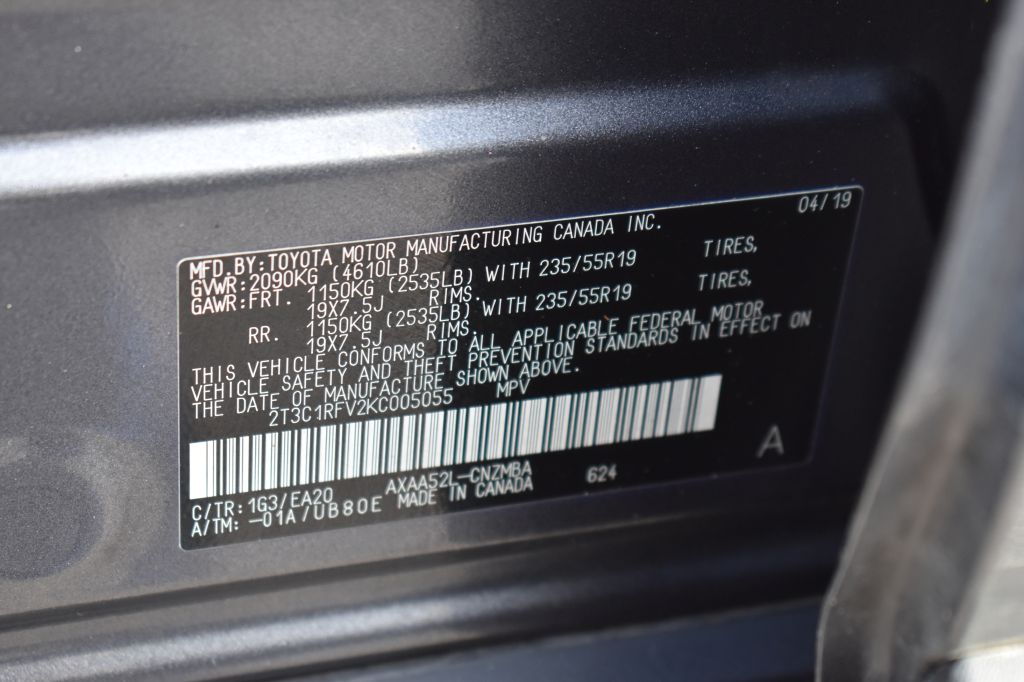 04/19
MFD.BY:TOYOTA MOTOR MANUFACTURING CANADA INC.
GVWR:2090KG (4610LB)
GAWR:FRT. 1150KG (2535LB) WITH 235/55R19 TIRES,
19X7.5J RIMS.
RR. 1150KG (2535LB) WITH 235/55R19 TIRES,
19X7.5J RIMS.
THIS VEHICLE CONFORMS TO ALL APPLICABLE FEDERAL MOTOR
VEHICLE SAFETY AND THEFT PREVENTION STANDARDS IN EFFECT ON
THE DATE OF MANUFACTURE SHOWN ABOVE.
2T3C1RFV2KC005055 MPV
A
C/TR: 1G3/EA20 AXAA52L-CNZMBA 624
A/TM: -01A/UB80E MADE IN CANADA